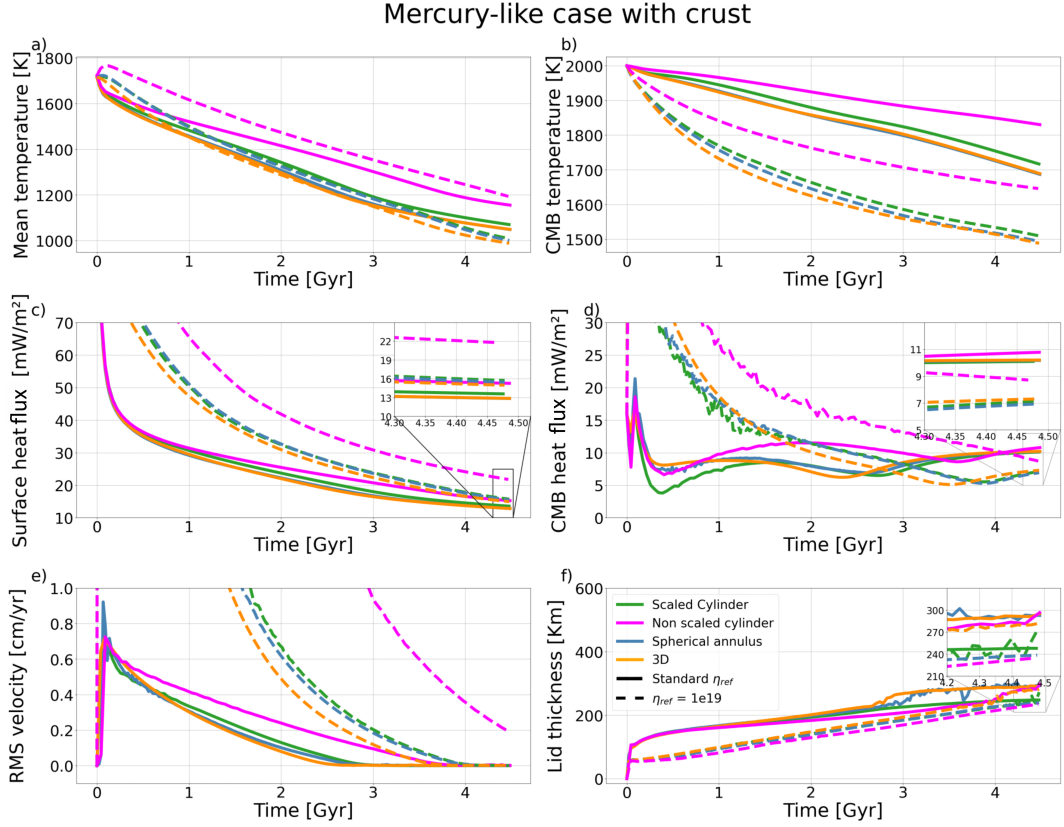 Mercury-like case with crust
a)
Mean temperature [K]
1800
1600
1400
1200
1000
0 1 2 3 4
Time [Gyr]
b)
CMB temperature [K]
2000
1900
1800
1700
1600
1500
0 1 2 3 4
Time [Gyr]
c)
Surface heat flux [mW/m²]
70
60
50
40
30
20
10
0 1 2 3 4
Time [Gyr]
22
19
16
13
10
4.30 4.35 4.40 4.45 4.50
d)
CMB heat flux [mW/m²]
30
25
20
15
10
5
0
0 1 2 3 4
Time [Gyr]
11
9
7
5
4.30 4.35 4.40 4.45 4.50
e)
RMS velocity [cm/yr]
1.0
0.8
0.6
0.4
0.2
0.0
0 1 2 3 4
Time [Gyr]
f)
Lid thickness [Km]
600
400
200
0
0 1 2 3 4
Time [Gyr]
Scaled Cylinder
Non scaled cylinder
Spherical annulus
3D
Standard ηref
ηref = 1e19
300
270
240
210
4.2 4.3 4.4 4.5